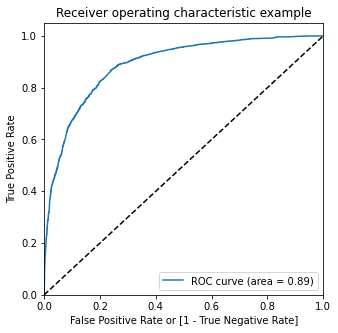 Receiver operating characteristic example
True Positive Rate
1.0
0.8
0.6
0.4
0.2
0.0
ROC curve (area = 0.89)
0.0 0.2 0.4 0.6 0.8 1.0
False Positive Rate or [1 - True Negative Rate]